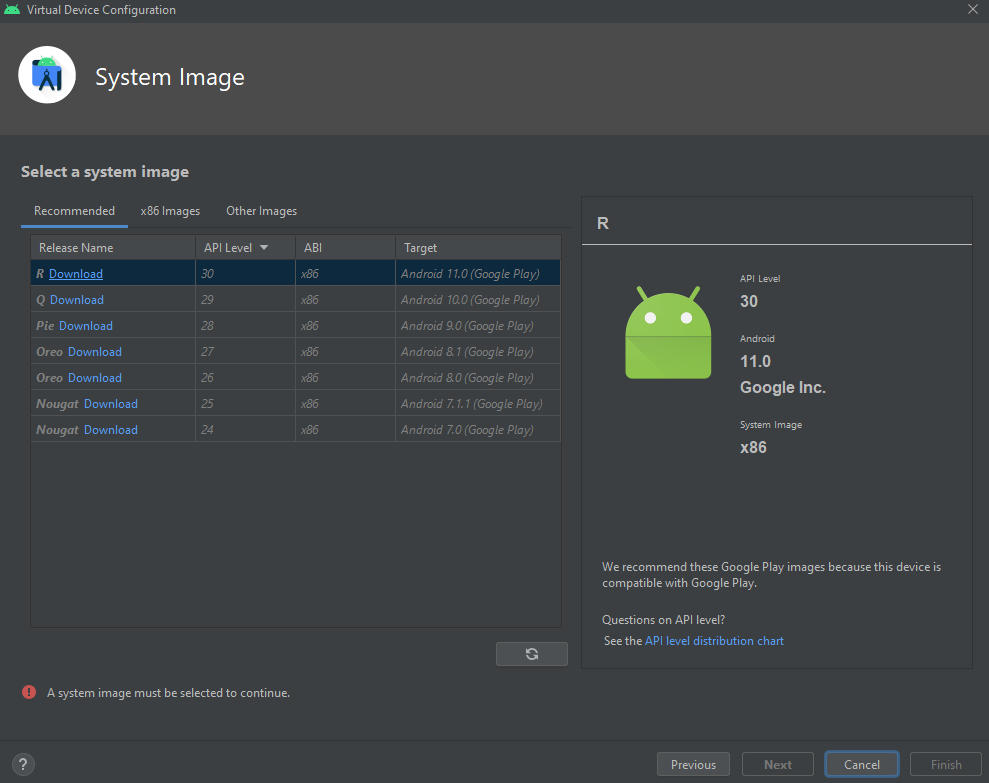 Virtual Device Configuration
System Image
Select a system image
Recommended x86 Images Other Images
Release Name API Level ABI Target
R Download 30 x86 Android 11.0 (Google Play)
Q Download 29 x86 Android 10.0 (Google Play)
Pie Download 28 x86 Android 9.0 (Google Play)
Oreo Download 27 x86 Android 8.1 (Google Play)
Oreo Download 26 x86 Android 8.0 (Google Play)
Nougat Download 25 x86 Android 7.1.1 (Google Play)
Nougat Download 24 x86 Android 7.0 (Google Play)
R
API Level
30
Android
11.0
Google Inc.
System Image
x86
We recommend these Google Play images because this device is
compatible with Google Play.
Questions on API level?
See the API level distribution chart
! A system image must be selected to continue.
? Previous Next Cancel Finish